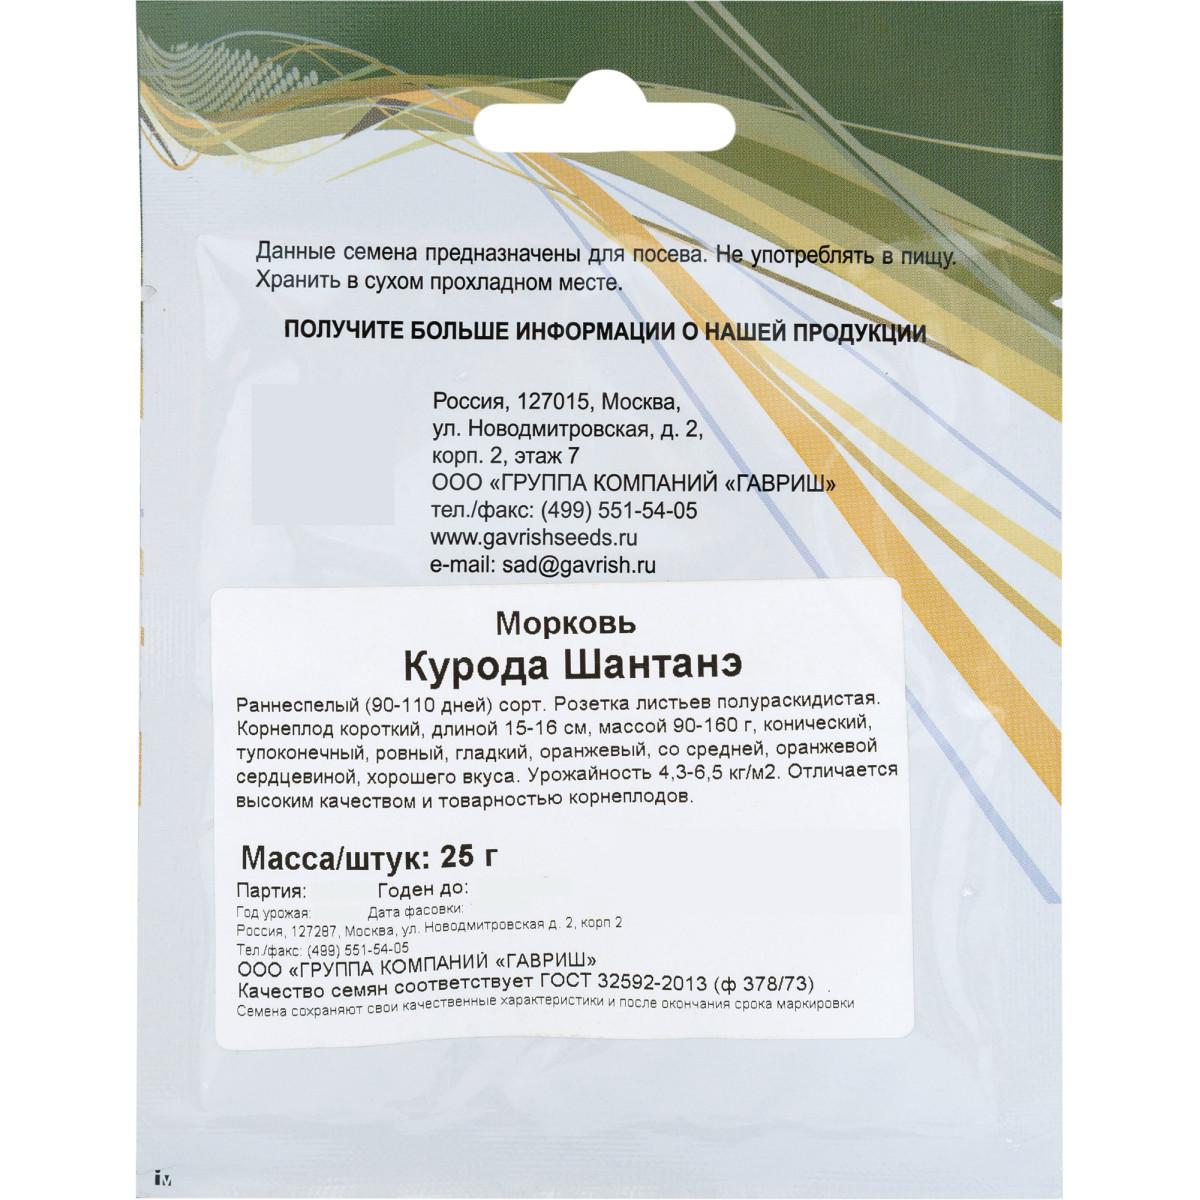 Данные семена предназначены для посева. Не употреблять в пищу.
Хранить в сухом прохладном месте.
ПОЛУЧИТЕ БОЛЬШЕ ИНФОРМАЦИИ О НАШЕЙ ПРОДУКЦИИ
Россия, 127015, Москва,
ул. Новодмитровская, д. 2,
корп. 2, этаж 7
ООО «ГРУППА КОМПАНИЙ «ГАВРИШ»
тел./факс: (499) 551-54-05
www.gavrishseeds.ru
e-mail: sad@gavrish.ru
Морковь
Курода Шантанэ
Раннеспелый (90-110 дней) сорт. Розетка листьев полураскидистая.
Корнеплод короткий, длиной 15-16 см, массой 90-160 г, конический,
тупоконечный, ровный, гладкий, оранжевый, со средней, оранжевой
сердцевиной, хорошего вкуса. Урожайность 4,3-6,5 кг/м2. Отличается
высоким качеством и товарностью корнеплодов.
Масса/штук: 25 г
Партия: Годен до:
Год урожая: Дата фасовки:
Россия, 127287, Москва, ул. Новодмитровская д. 2, корп 2
Тел./факс: (499) 551-54-05
ООО «ГРУППА КОМПАНИЙ «ГАВРИШ»
Качество семян соответствует ГОСТ 32592-2013 (ф 378/73) .
Семена сохраняют свои качественные характеристики и после окончания срока маркировки